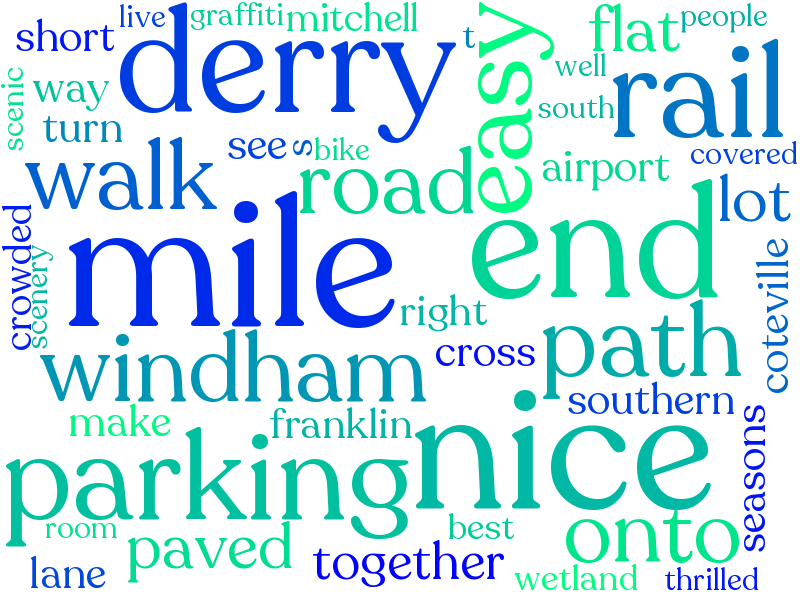 live
graffiti
mitchell
people
short
derry
t
easy
flat
rail
scenic
way
well
turn
south
see
s
bike
covered
walk
road
airport
lot
crowded
scenery
mile
end
coteville
right
windham
cross
path
make
franklin
southern
nice
seasons
parking
room
paved
best
onto
together
lane
wetland
thrilled